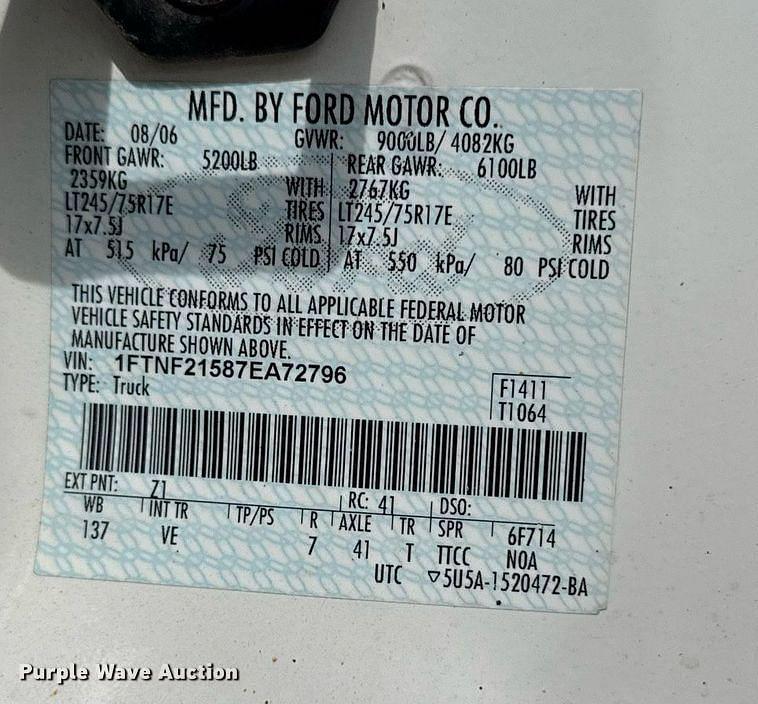 MFD. BY FORD MOTOR CO.
DATE: 08/06 GVWR: 9000LB/ 4082KG
FRONT GAWR: 5200LB REAR GAWR: 6100LB
2359KG WITH 2767KG WITH
LT245/75R17E TIRES LT245/75R17E TIRES
17x7.5J RIMS 17x7.5J RIMS
AT 515 kPa/ 75 PSI COLD AT 550 kPa/ 80 PSI COLD
THIS VEHICLE CONFORMS TO ALL APPLICABLE FEDERAL MOTOR
VEHICLE SAFETY STANDARDS IN EFFECT ON THE DATE OF
MANUFACTURE SHOWN ABOVE.
VIN: 1FTNF21587EA72796
TYPE: Truck
F1411
T1064
EXT PNT: Z1 RC: 41 DSO:
WB INT TR TP/PS R AXLE TR SPR 6F714
137 VE 7 41 T TTCC NOA
UTC ▽5U5A-1520472-BA
Purple Wave Auction